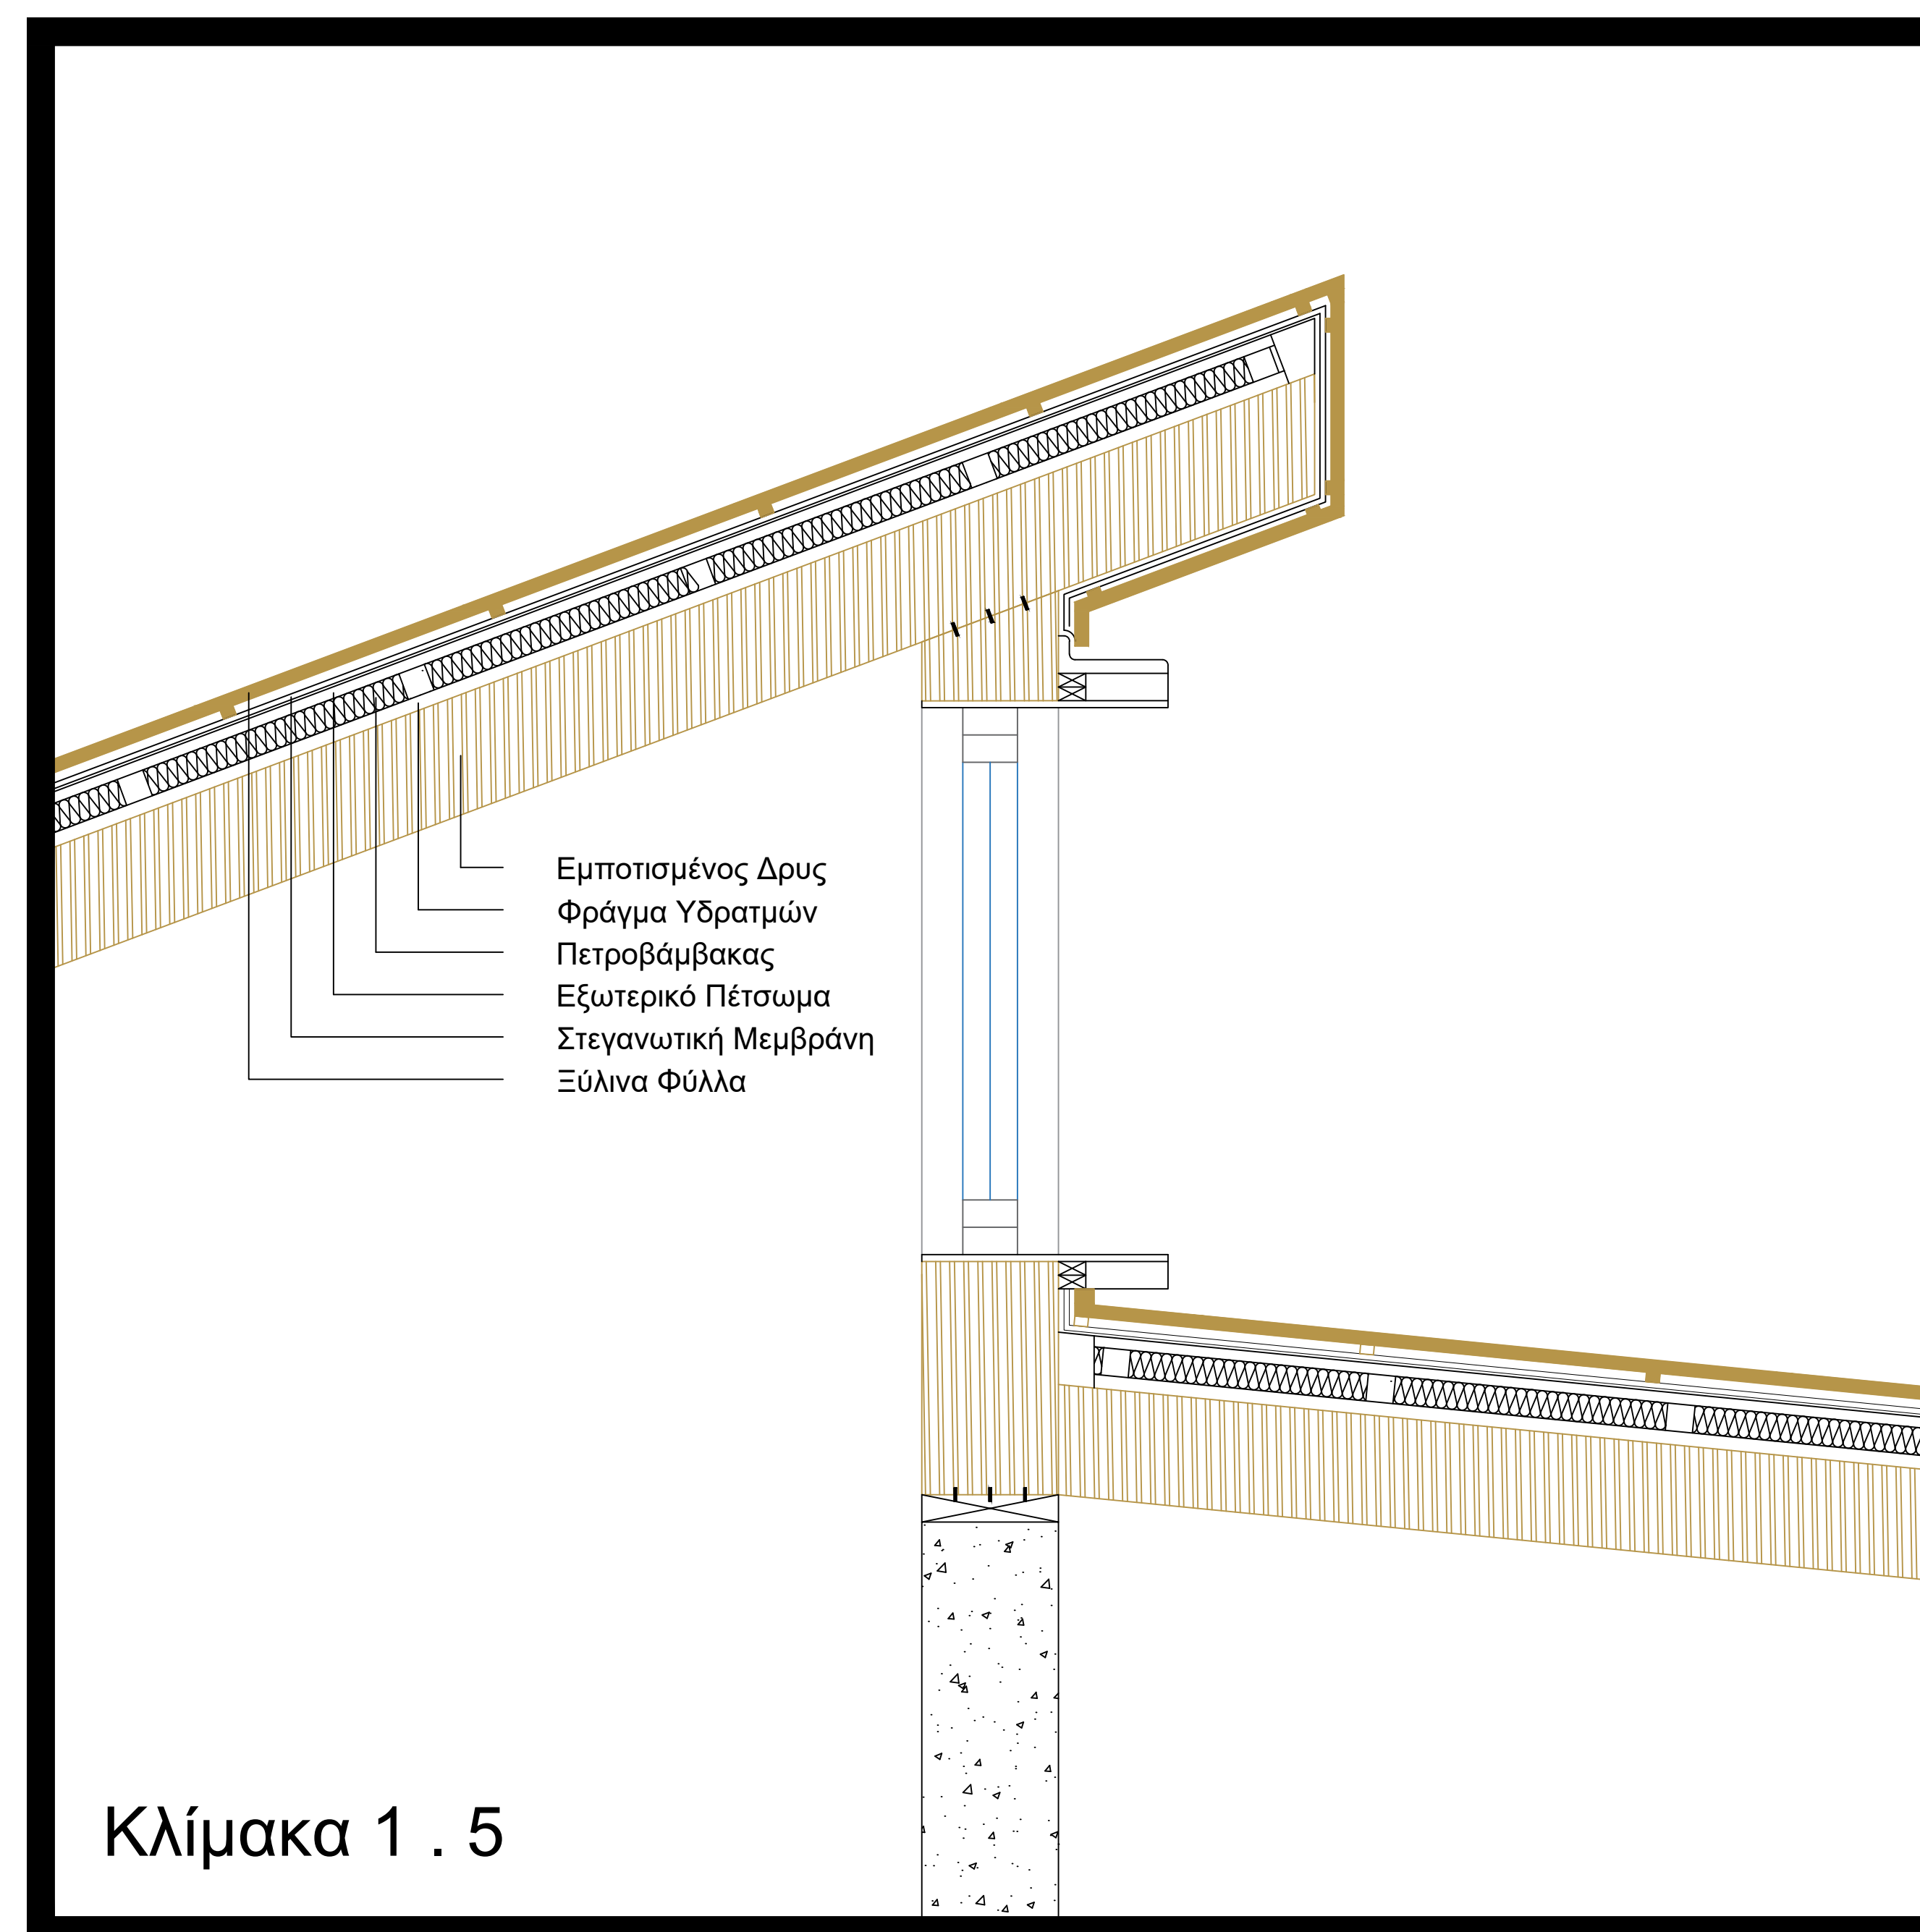 Εμποτισμένος Δρυς
Φράγμα Υδρατμών
Πετροβάμβακας
Εξωτερικό Πέτσωμα
Στεγανωτική Μεμβράνη
Ξύλινα Φύλλα
Κλίμακα 1 . 5